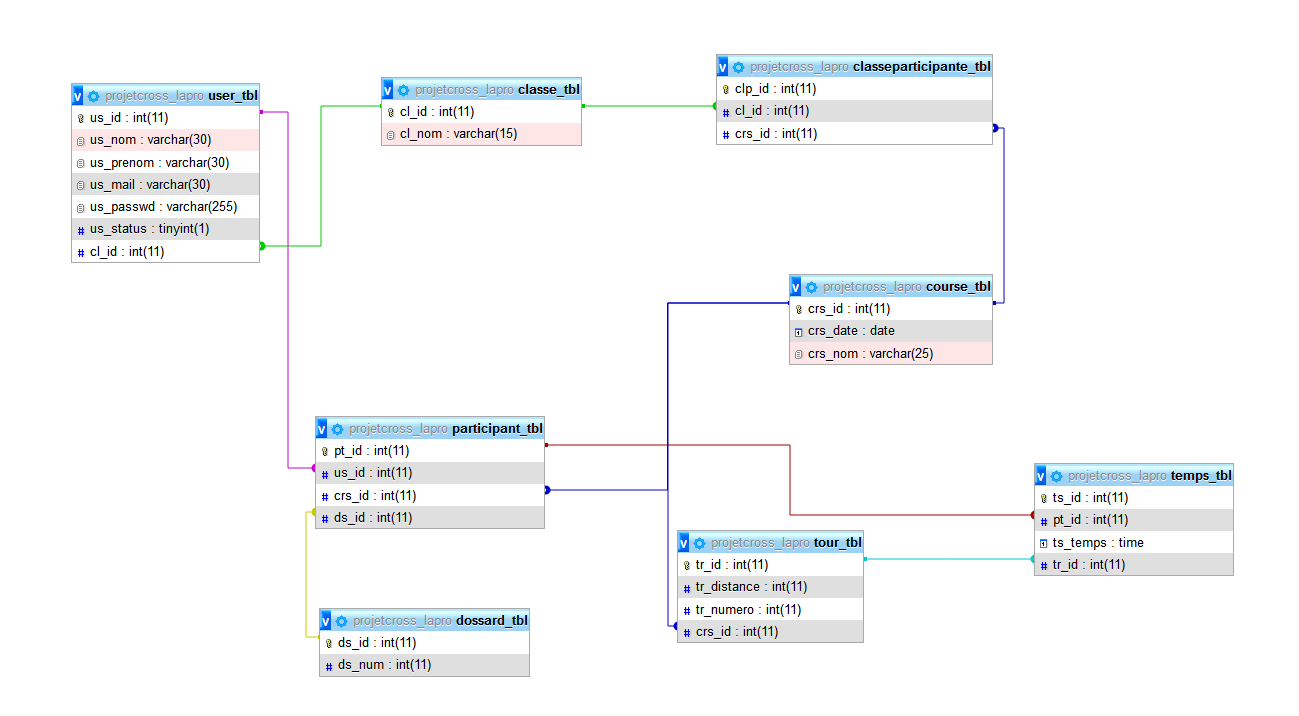 projetcross_lapro user_tbl
us_id : int(11)
us_nom : varchar(30)
us_prenom : varchar(30)
us_mail : varchar(30)
us_passwd : varchar(255)
us_status : tinyint(1)
cl_id : int(11)
projetcross_lapro classe_tbl
cl_id : int(11)
cl_nom : varchar(15)
projetcross_lapro classeparticipante_tbl
clp_id : int(11)
cl_id : int(11)
crs_id : int(11)
projetcross_lapro course_tbl
crs_id : int(11)
crs_date : date
crs_nom : varchar(25)
projetcross_lapro participant_tbl
pt_id : int(11)
us_id : int(11)
crs_id : int(11)
ds_id : int(11)
projetcross_lapro temps_tbl
ts_id : int(11)
pt_id : int(11)
ts_temps : time
tr_id : int(11)
projetcross_lapro tour_tbl
tr_id : int(11)
tr_distance : int(11)
tr_numero : int(11)
crs_id : int(11)
projetcross_lapro dossard_tbl
ds_id : int(11)
ds_num : int(11)